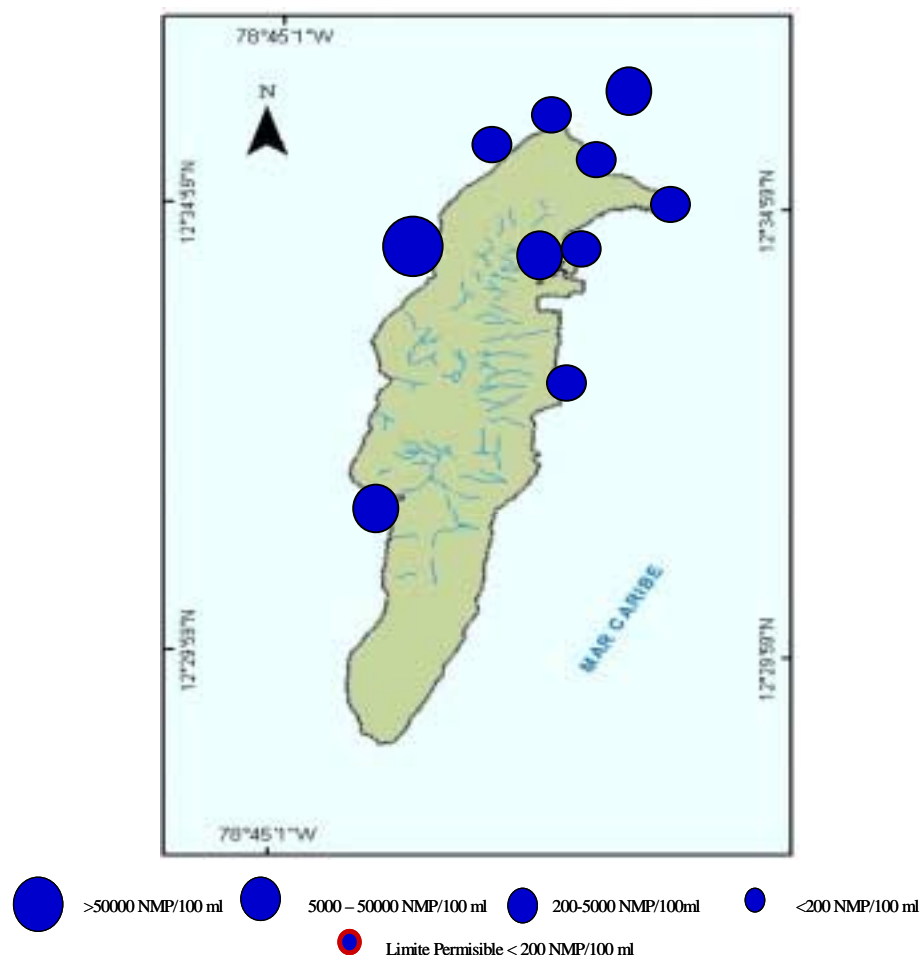 78°45'1"W
N
12°34'59"N
12°34'59"N
MAR CARIBE
12°29'59"N
12°29'59"N
78°45'1"W
>50000 NMP/100 ml
5000 – 50000 NMP/100 ml
200-5000 NMP/100ml
<200 NMP/100 ml
Limite Permisible < 200 NMP/100 ml